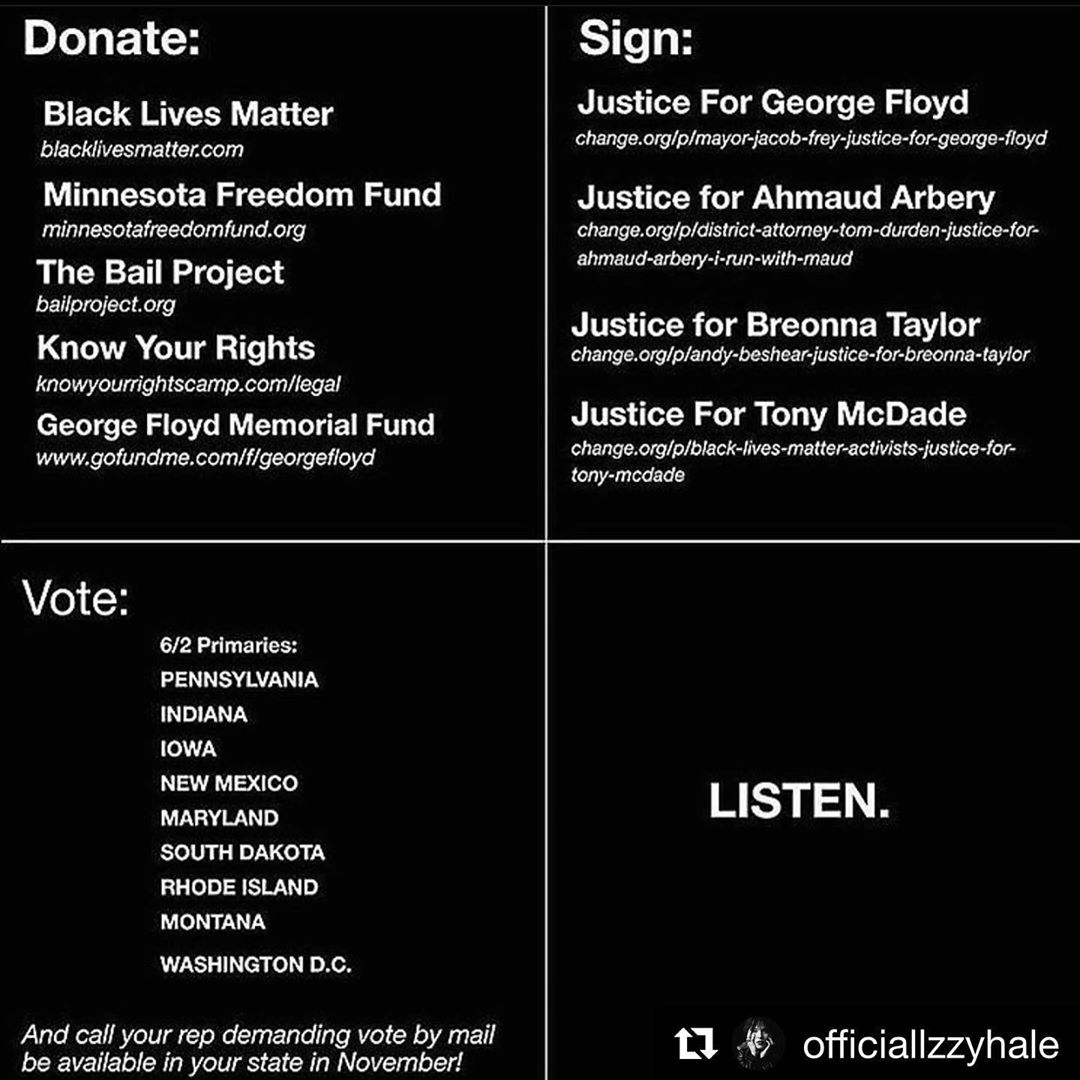 Donate:
Black Lives Matter
blacklivesmatter.com
Minnesota Freedom Fund
minnesotafreedomfund.org
The Bail Project
bailproject.org
Know Your Rights
knowyourrightscamp.com/legal
George Floyd Memorial Fund
www.gofundme.com/f/georgefloyd
Sign:
Justice For George Floyd
change.org/p/mayor-jacob-frey-justice-for-george-floyd
Justice for Ahmaud Arbery
change.org/p/district-attorney-tom-durden-justice-for-
ahmaud-arbery-i-run-with-maud
Justice for Breonna Taylor
change.org/p/andy-beshear-justice-for-breonna-taylor
Justice For Tony McDade
change.org/p/black-lives-matter-activists-justice-for-
tony-mcdade
Vote:
6/2 Primaries:
PENNSYLVANIA
INDIANA
IOWA
NEW MEXICO
MARYLAND
SOUTH DAKOTA
RHODE ISLAND
MONTANA
WASHINGTON D.C.
And call your rep demanding vote by mail
be available in your state in November!
LISTEN.
officiallzzyhale